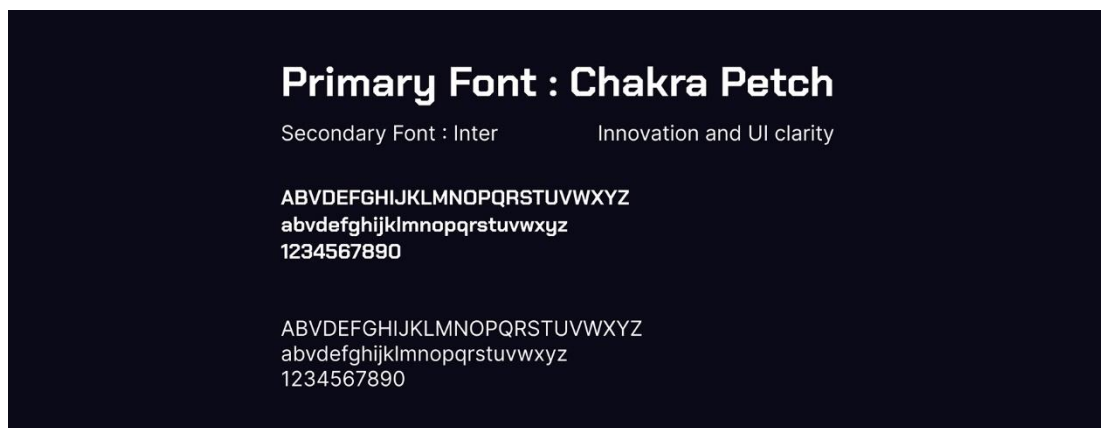 Primary Font : Chakra Petch
Secondary Font : Inter Innovation and UI clarity
ABVDEFGHIJKLMNOPQRSTUVWXYZ
abvdefghijklmnopqrstuvwxyz
1234567890
ABVDEFGHIJKLMNOPQRSTUVWXYZ
abvdefghijklmnopqrstuvwxyz
1234567890